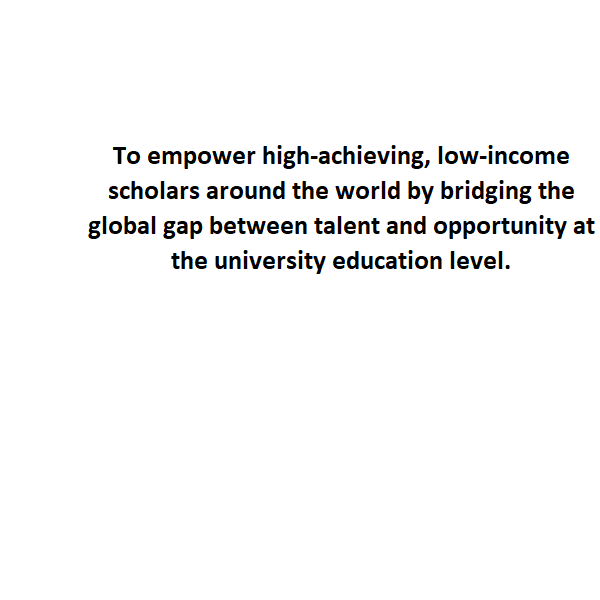 To empower high-achieving, low-income
scholars around the world by bridging the
global gap between talent and opportunity at
the university education level.